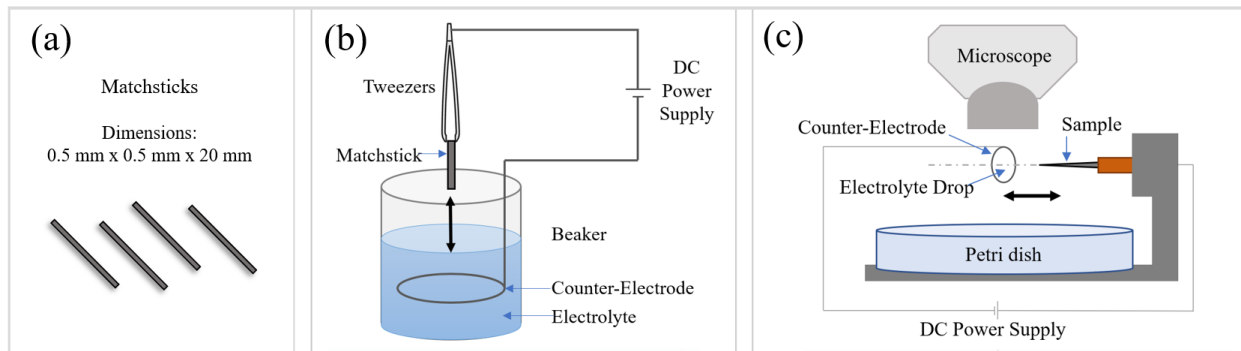 (a)
Matchsticks
Dimensions:
0.5 mm x 0.5 mm x 20 mm
(b)
Tweezers
DC
Power
Supply
Matchstick
Beaker
Counter-Electrode
Electrolyte
(c)
Microscope
Counter-Electrode
Sample
Electrolyte Drop
Petri dish
DC Power Supply